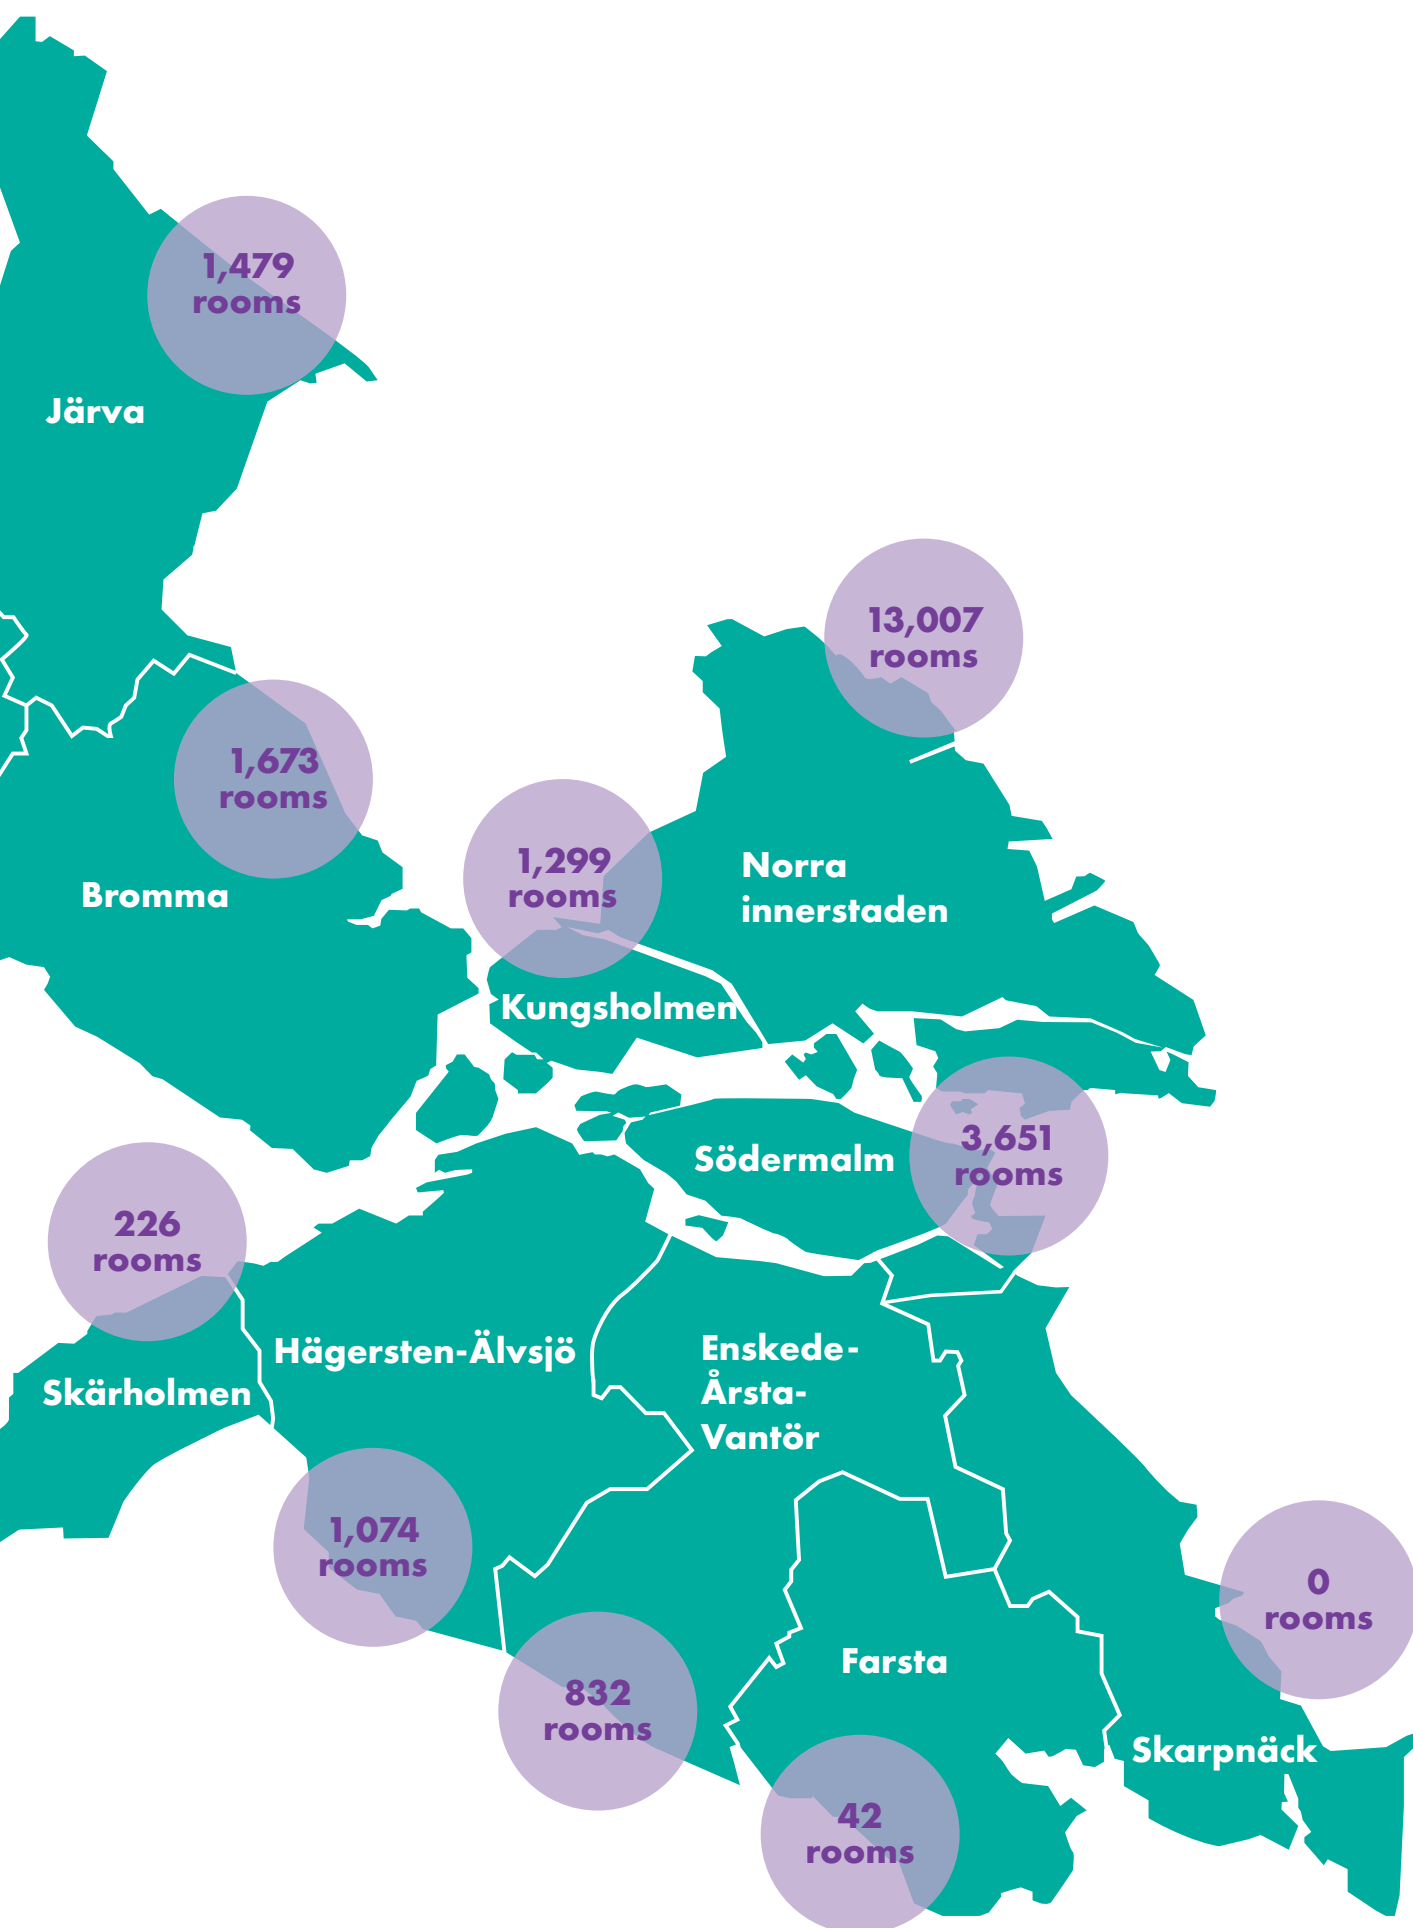 1,479
rooms
Järva
13,007
rooms
1,673
rooms
1,299
rooms
Norra
innerstaden
Bromma
Kungsholmen
3,651
rooms
Södermalm
226
rooms
Hägersten-Älvsjö
Enskede-
Årsta-
Vantör
Skärholmen
1,074
rooms
0
rooms
Farsta
832
rooms
Skarpnäck
42
rooms